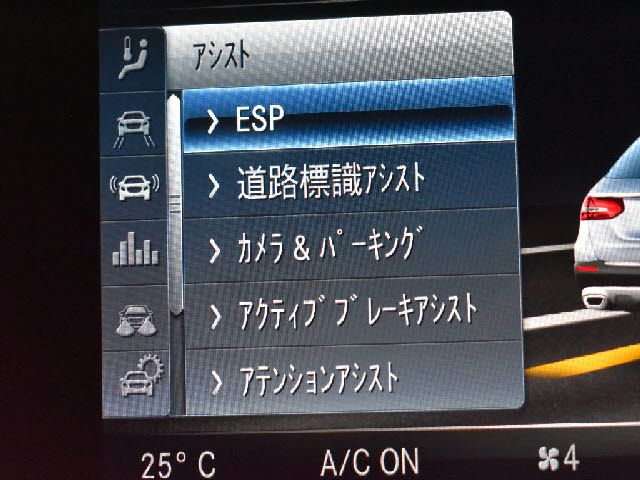 アシスト
> ESP
> 道路標識アシスト
> カメラ & パーキング
> アクティブブレーキアシスト
> アテンションアシスト
25° C A/C ON 4